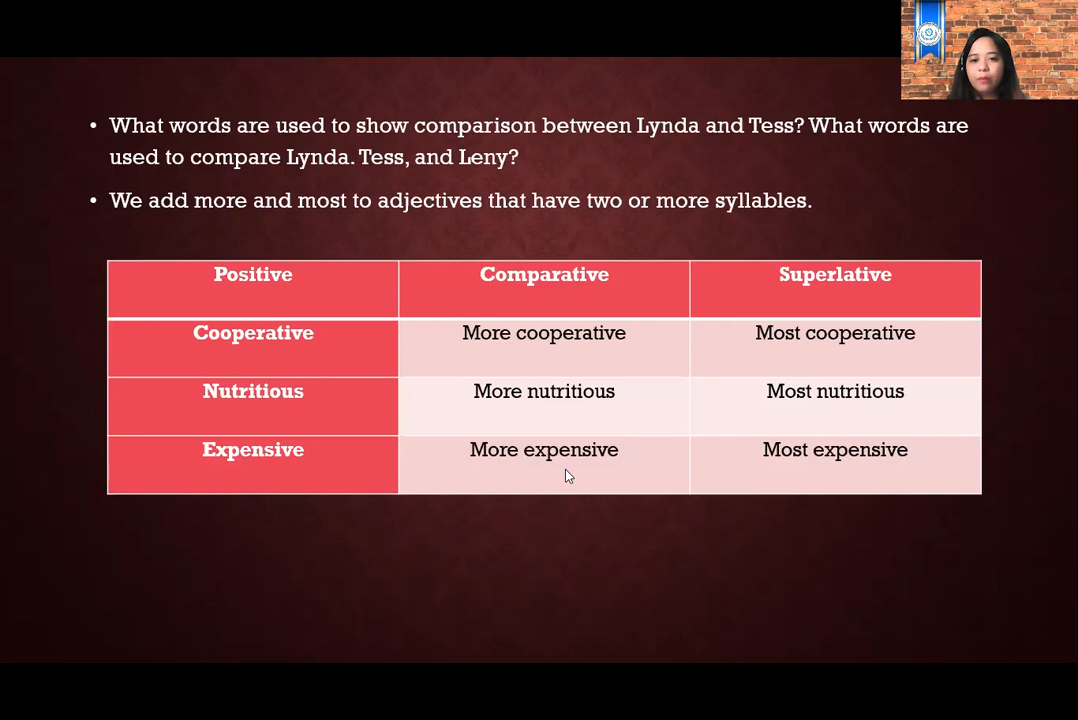 • What words are used to show comparison between Lynda and Tess? What words are
used to compare Lynda. Tess, and Leny?
• We add more and most to adjectives that have two or more syllables.
Positive Comparative Superlative
Cooperative More cooperative Most cooperative
Nutritious More nutritious Most nutritious
Expensive More expensive Most expensive